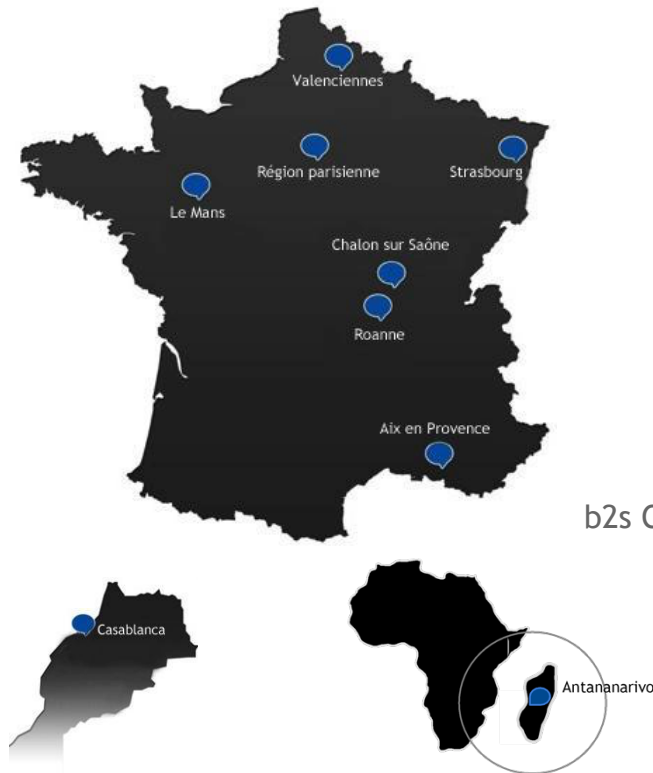 Valenciennes
Région parisienne
Strasbourg
Le Mans
Chalon sur Saône
Roanne
Aix en Provence
b2s C
Casablanca
Antananarivo